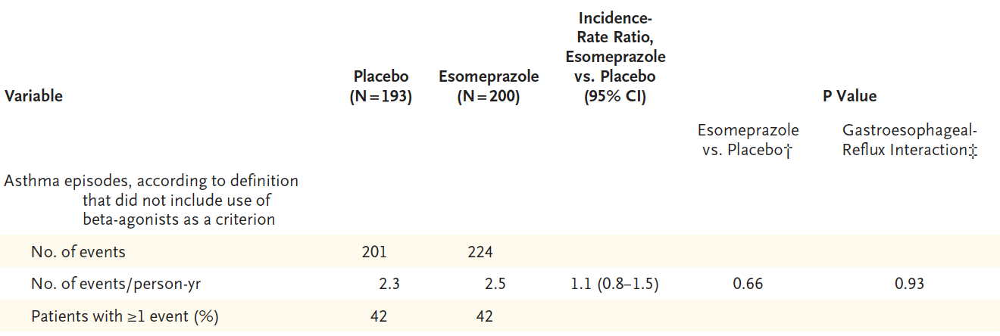 Incidence-
Rate Ratio,
Esomeprazole
Placebo Esomeprazole vs. Placebo
Variable (N=193) (N=200) (95% CI) P Value
Esomeprazole Gastroesophageal-
vs. Placebo† Reflux Interaction‡
Asthma episodes, according to definition
that did not include use of
beta-agonists as a criterion
No. of events 201 224
No. of events/person-yr 2.3 2.5 1.1 (0.8–1.5) 0.66 0.93
Patients with ≥1 event (%) 42 42